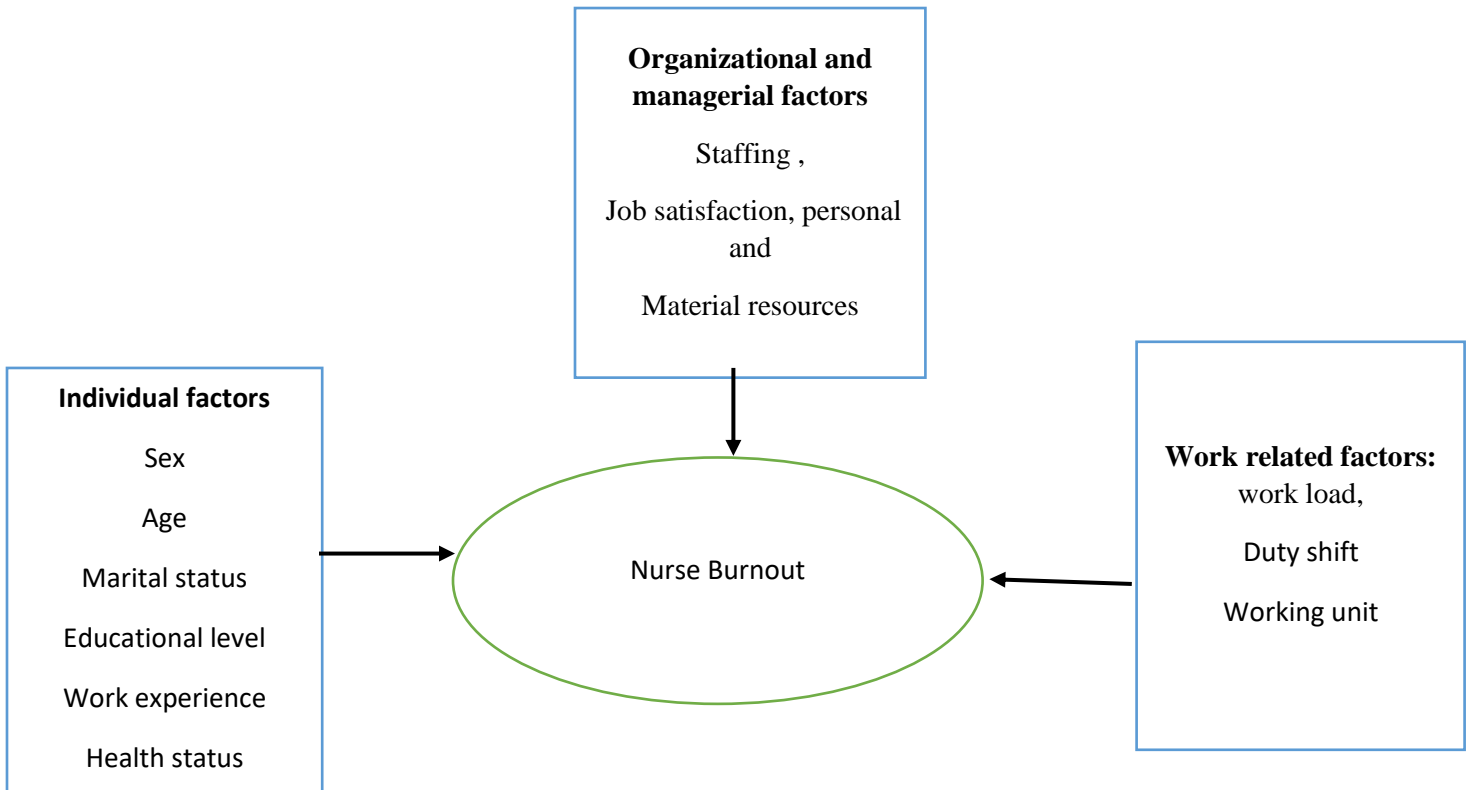 Organizational and
managerial factors
Staffing ,
Job satisfaction, personal
and
Material resources
Individual factors
Sex
Age
Marital status
Educational level
Work experience
Health status
Nurse Burnout
Work related factors:
work load,
Duty shift
Working unit